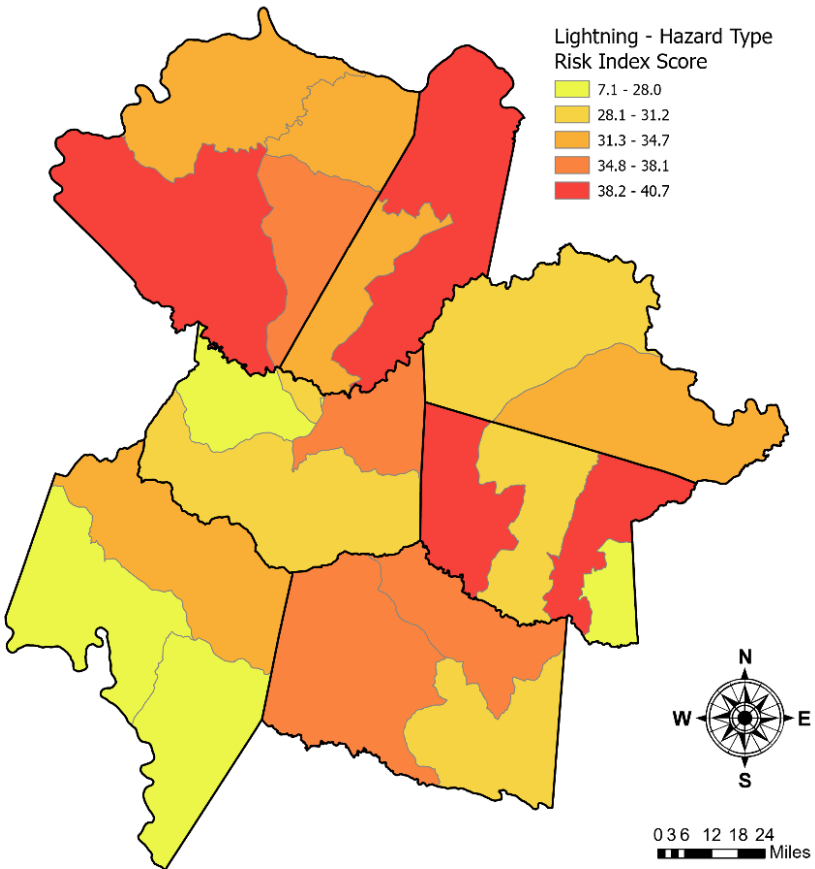 Lightning - Hazard Type
Risk Index Score
7.1 - 28.0
28.1 - 31.2
31.3 - 34.7
34.8 - 38.1
38.2 - 40.7
N
W E
S
0 3 6 12 18 24
Miles